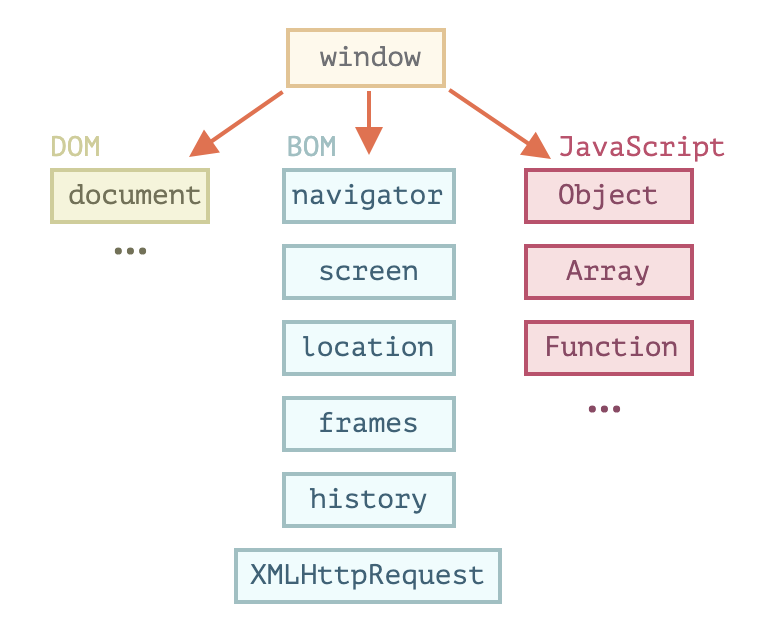 window
DOM
document
...
BOM
navigator
screen
location
frames
history
XMLHttpRequest
JavaScript
Object
Array
Function
...